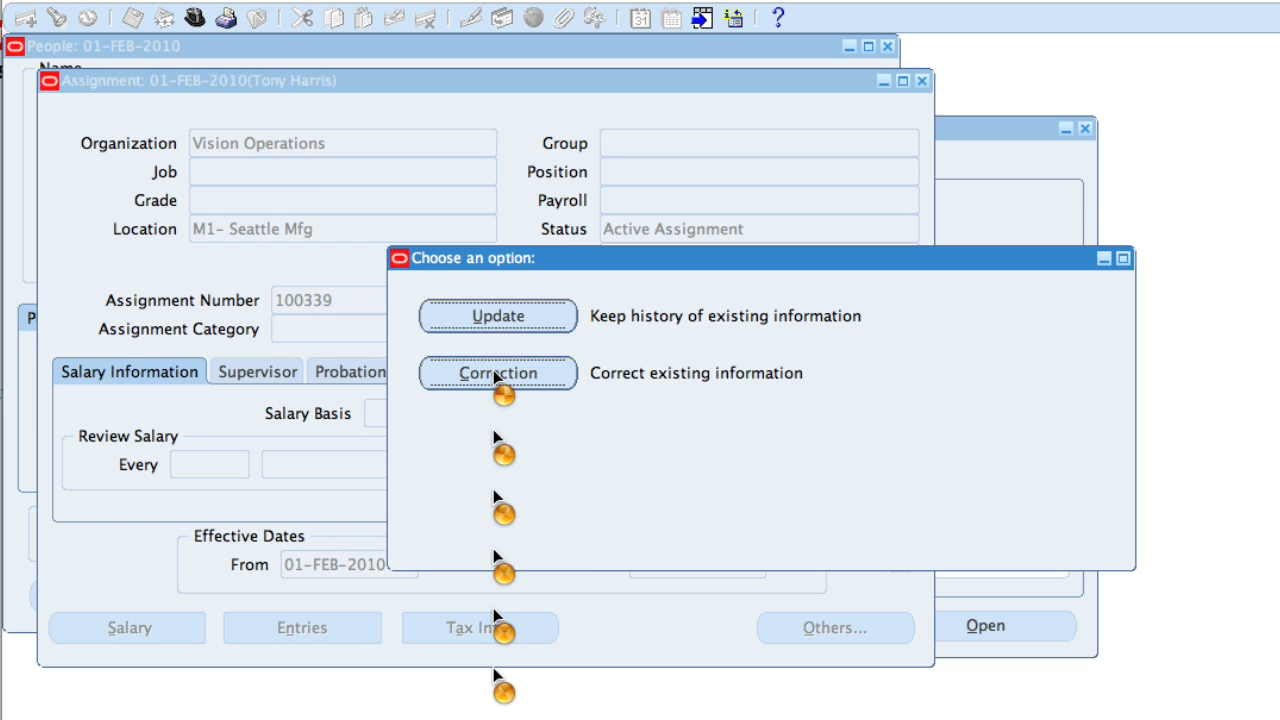 People: 01-FEB-2010
Name
Assignment: 01-FEB-2010(Tony Harris)
Organization Vision Operations Group
Job Position
Grade Payroll
Location M1- Seattle Mfg Status Active Assignment
Choose an option:
Assignment Number 100339
Assignment Category
Update Keep history of existing information
Correction Correct existing information
P
Salary Information Supervisor Probation
Salary Basis
Review Salary
Every
Effective Dates
From 01-FEB-2010
Salary Entries Others... Open